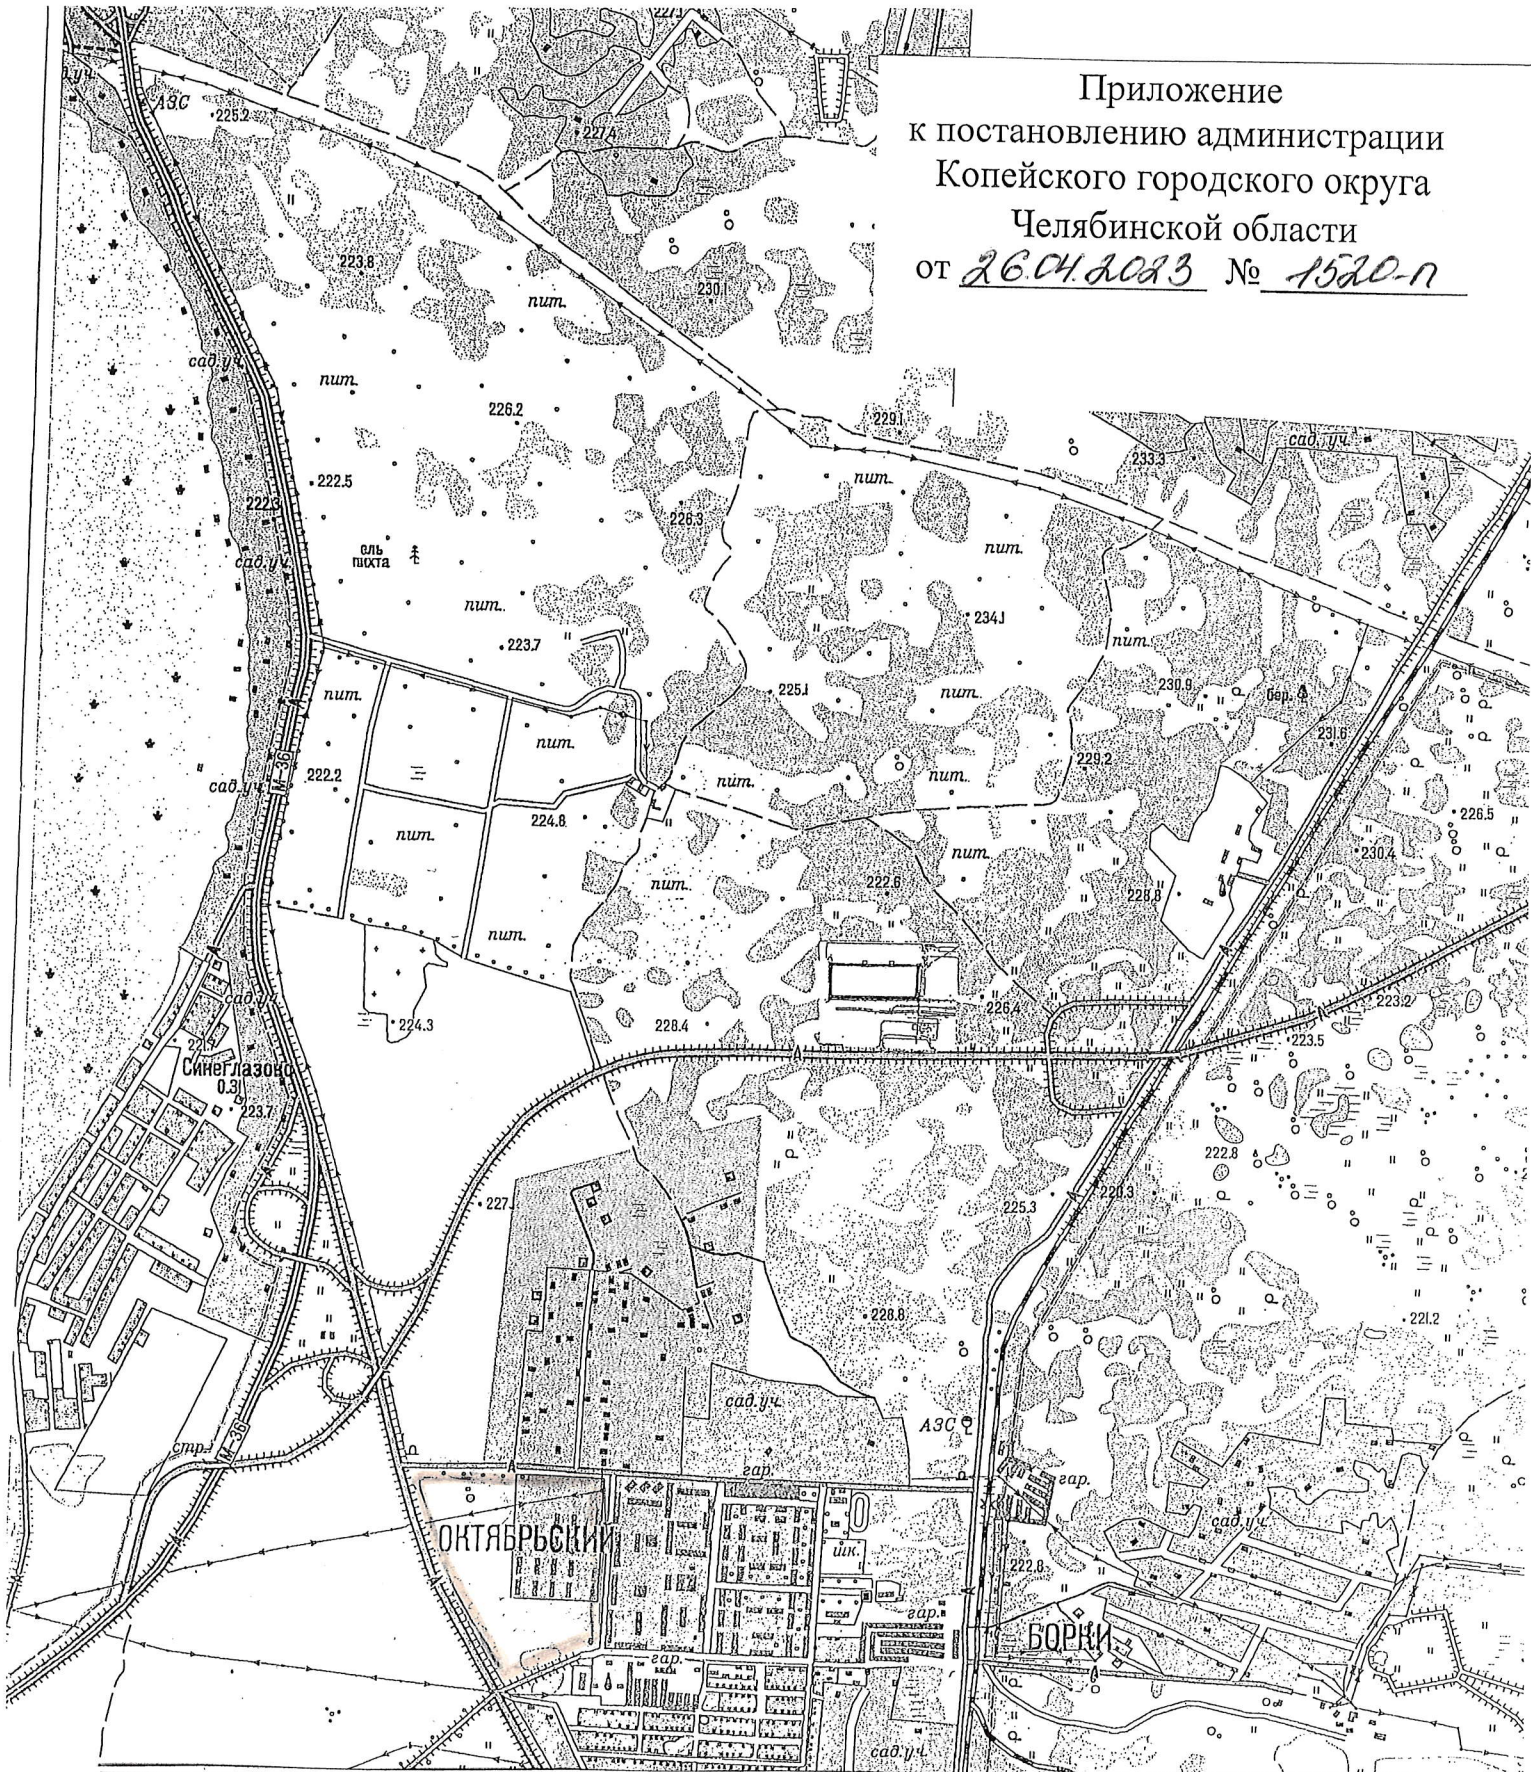 Приложение
к постановлению администрации
Копейского городского округа
Челябинской области
от 26.04.2023 № 1520-п
АЗС
225.2
227.4
223.8
230.1
пит.
сад.уч.
пит.
226.2
229.1
сад. уч.
233.3
222.5
пит.
222.3
226.3
ель
пихта
пит.
сад.уч.
пит.
234.1
223.7
пит.
пит.
225.1
пит.
230.9
бер.
231.6
пит.
229.2
М-36
222.2
сад.уч.
пит.
пит.
226.5
224.8
пит.
пит.
230.4
пит.
222.6
228.8
пит.
сад.уч.
224.3
228.4
226.4
223.2
223.5
А
Синеглазово
0.3
223.7
222.8
227.1
225.3
228.8
221.2
сад.уч.
АЗС
М-36
стр.
А
гар.
гар.
ОКТЯБРЬСКИЙ
шк.
сад.уч.
222.8
гар.
БОРКИ
гар.
сад.уч.